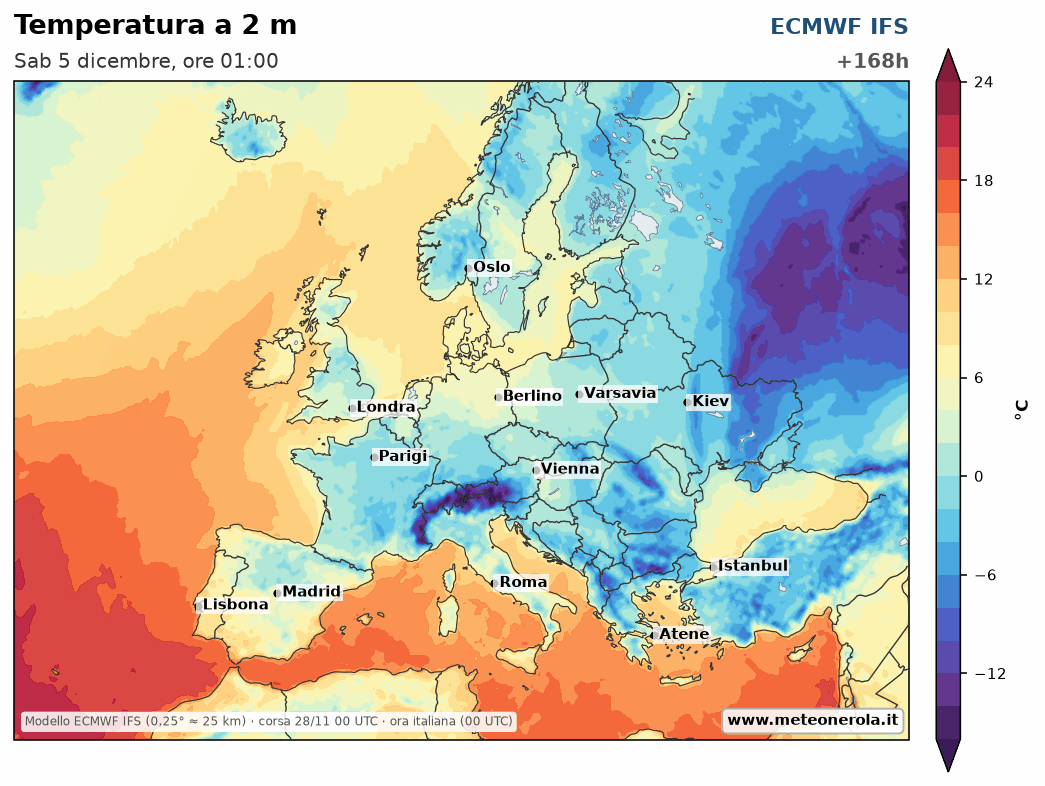 Temperatura a 2 m
ECMWF IFS
Sab 5 dicembre, ore 01:00
+168h
24
18
12
6
0
−6
−12
°C
Oslo
Londra
Berlino
Varsavia
Kiev
Parigi
Vienna
Madrid
Lisbona
Roma
Istanbul
Atene
Modello ECMWF IFS (0,25° ≈ 25 km) · corsa 28/11 00 UTC · ora italiana (00 UTC)
www.meteonerola.it